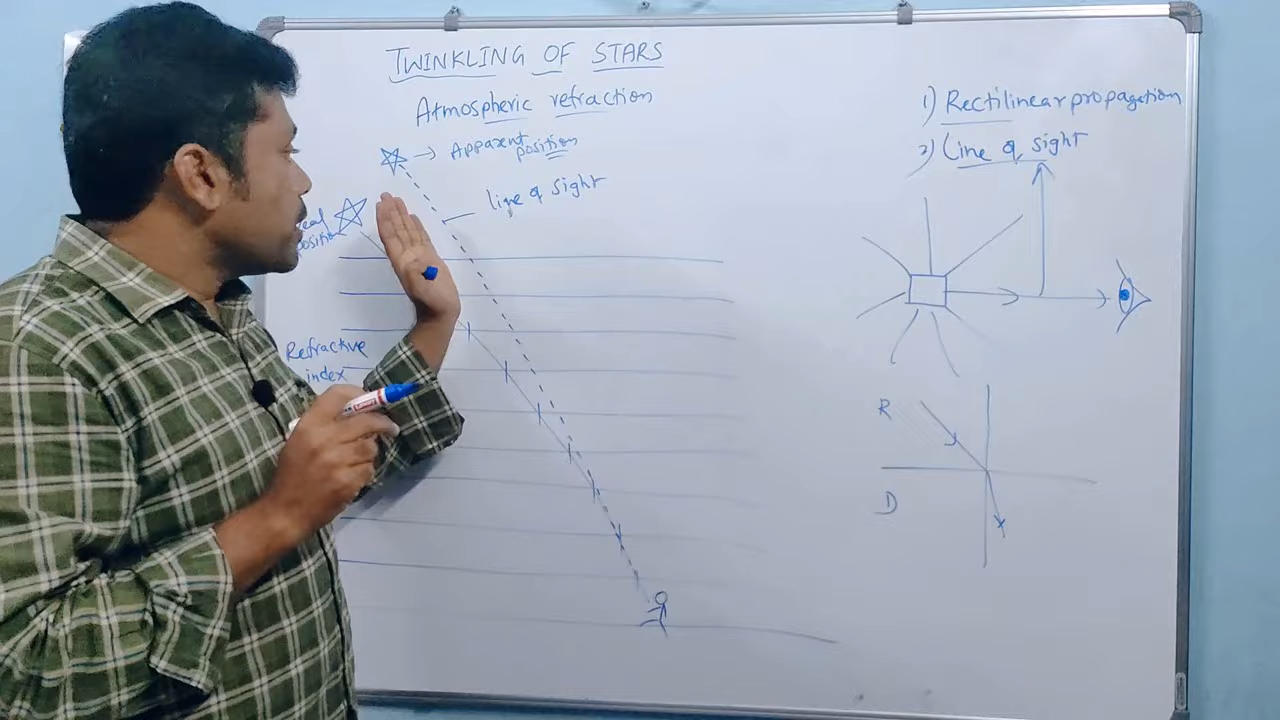 TWINKLING OF STARS
Atmospheric refraction
Apparent
position
line of sight
position
Refractive
index
1) Rectilinear propagation
2) Line of sight
R
D